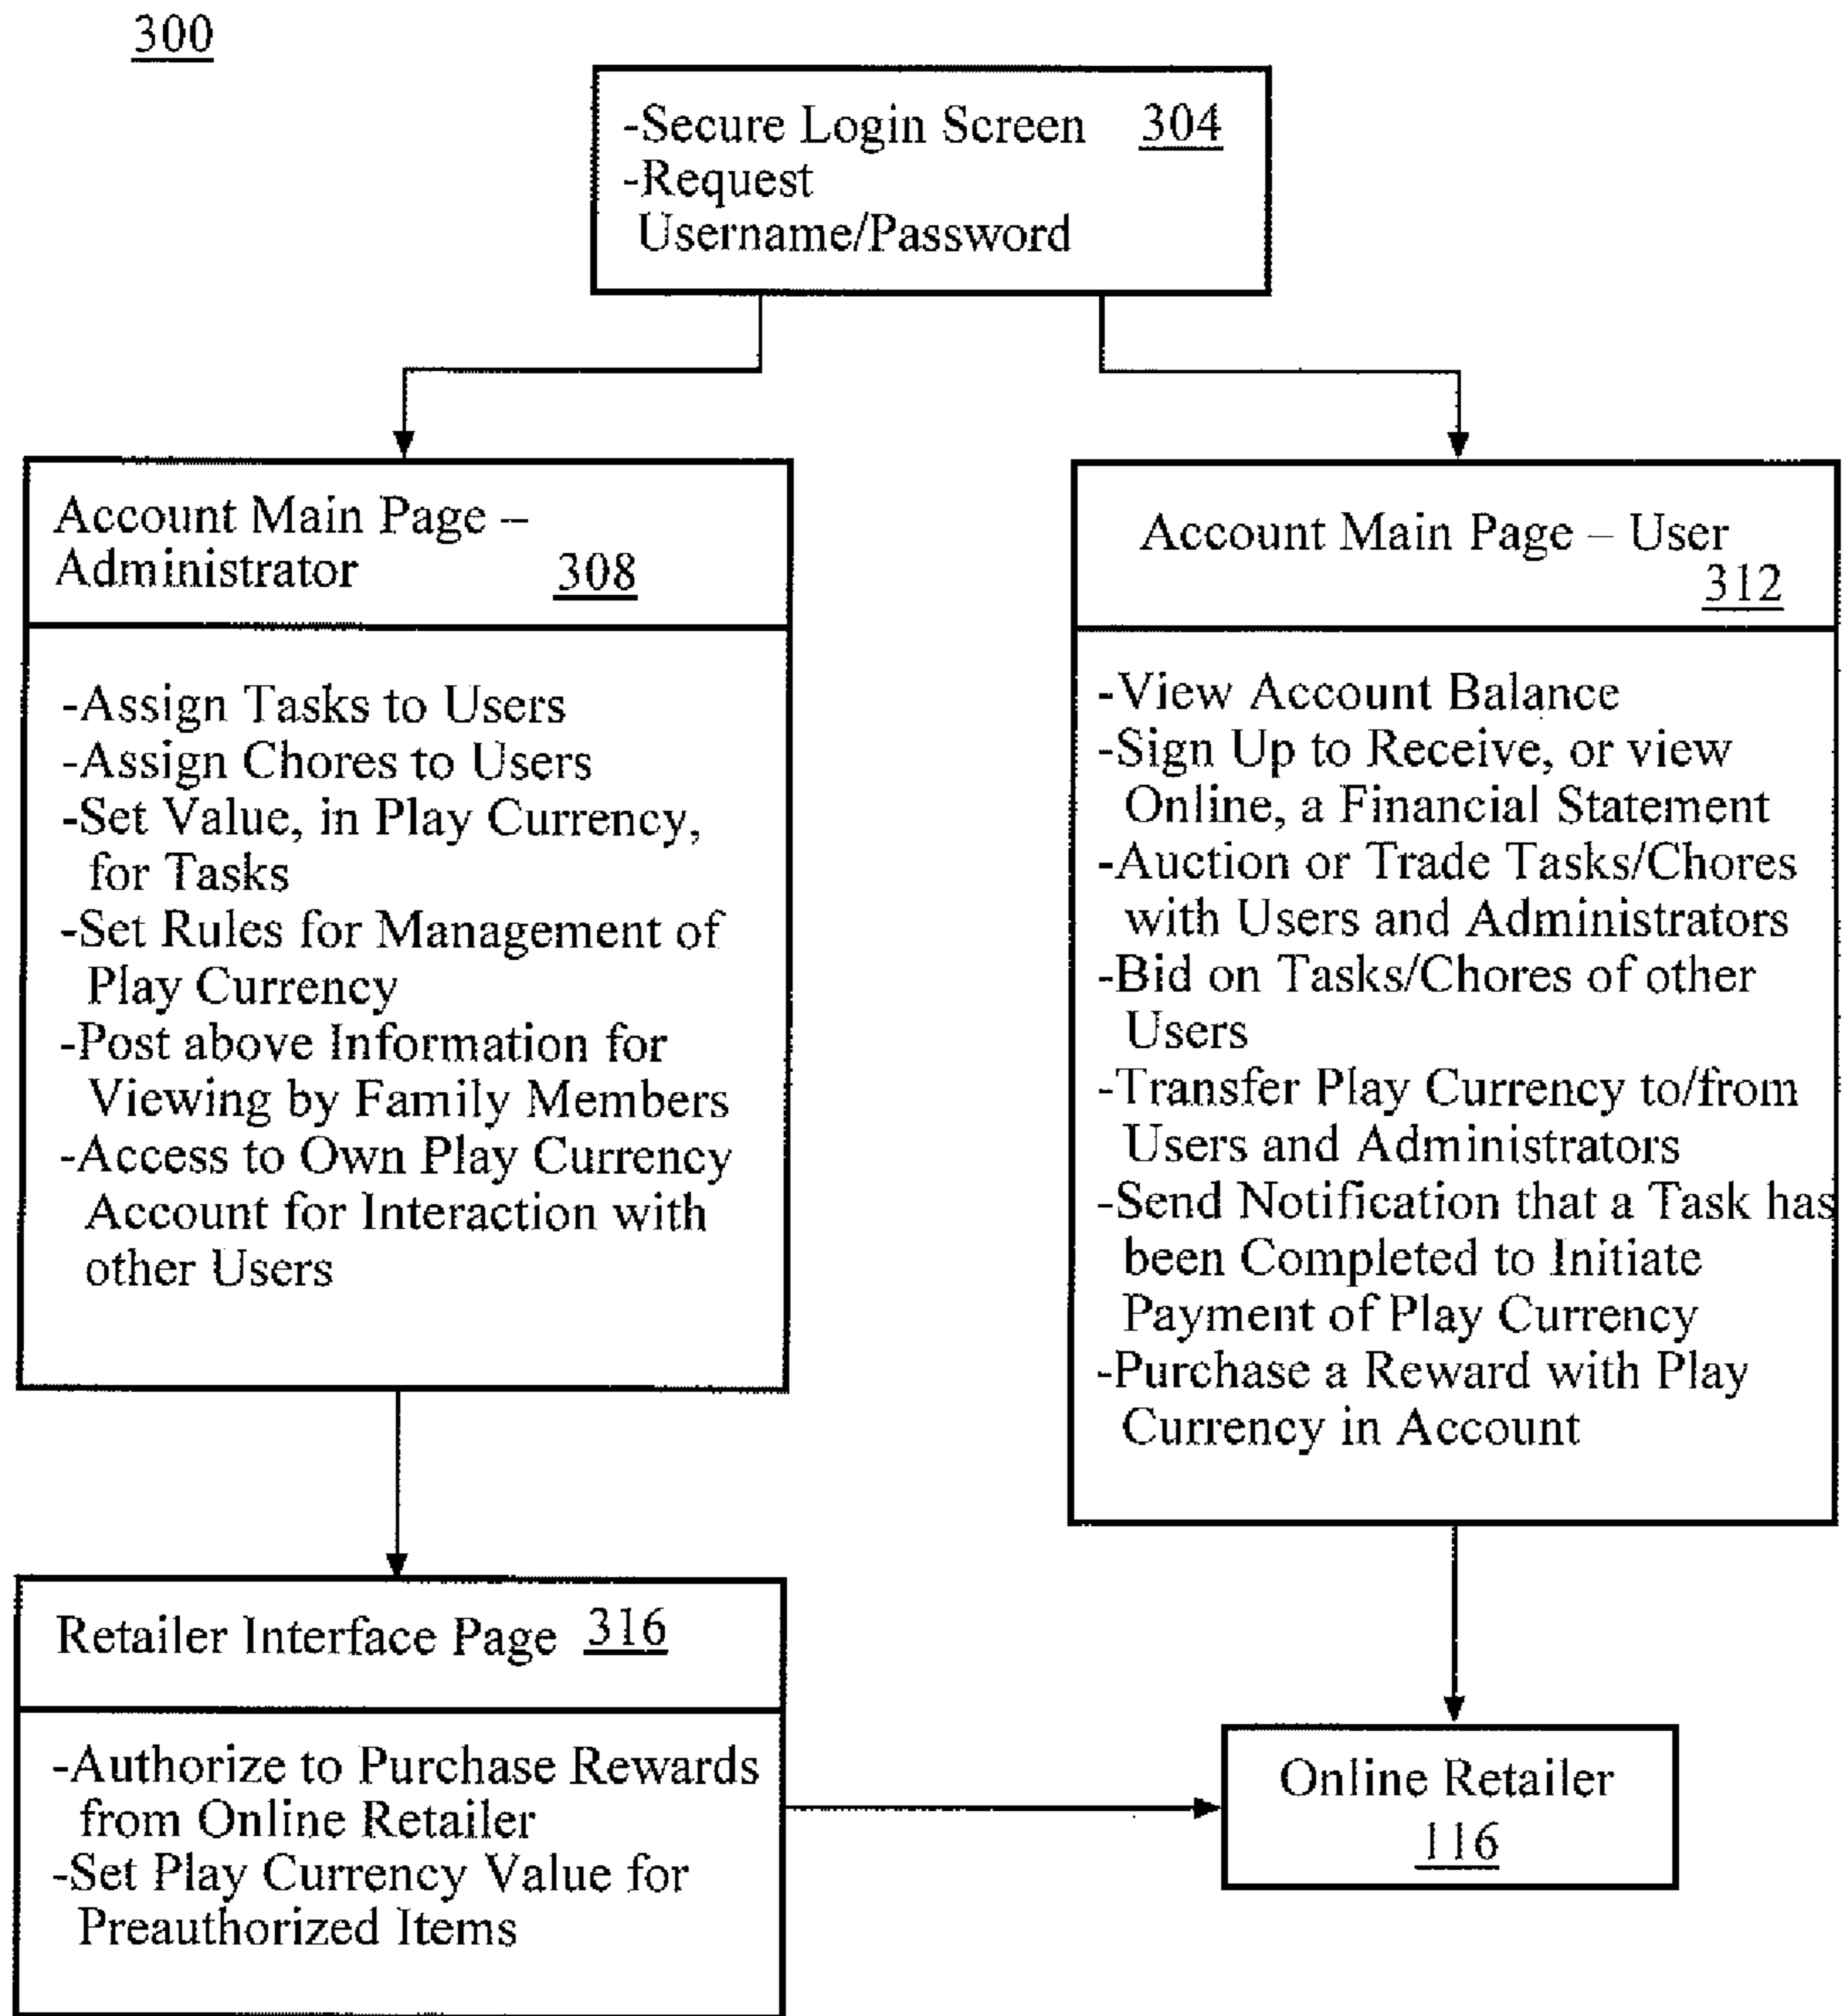 300
-Secure Login Screen 304
-Request
Username/Password
Account Main Page –
Administrator 308
-Assign Tasks to Users
-Assign Chores to Users
-Set Value, in Play Currency,
for Tasks
-Set Rules for Management of
Play Currency
-Post above Information for
Viewing by Family Members
-Access to Own Play Currency
Account for Interaction with
other Users
Account Main Page – User
312
-View Account Balance
-Sign Up to Receive, or view
Online, a Financial Statement
-Auction or Trade Tasks/Chores
with Users and Administrators
-Bid on Tasks/Chores of other
Users
-Transfer Play Currency to/from
Users and Administrators
-Send Notification that a Task has
been Completed to Initiate
Payment of Play Currency
-Purchase a Reward with Play
Currency in Account
Retailer Interface Page 316
-Authorize to Purchase Rewards
from Online Retailer
-Set Play Currency Value for
Preauthorized Items
Online Retailer
116